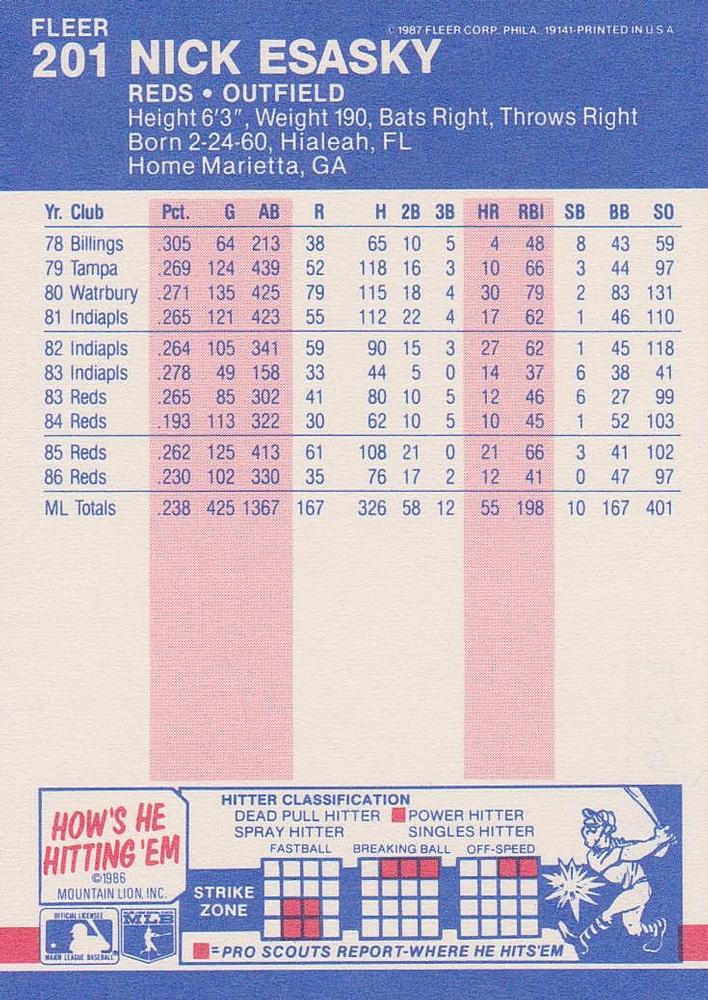 FLEER
© 1987 FLEER CORP. PHILA. 19141-PRINTED IN U S A
201 NICK ESASKY
REDS • OUTFIELD
Height 6'3", Weight 190, Bats Right, Throws Right
Born 2-24-60, Hialeah, FL
Home Marietta, GA
Yr. Club Pct. G AB R H 2B 3B HR RBI SB BB SO
78 Billings .305 64 213 38 65 10 5 4 48 8 43 59
79 Tampa .269 124 439 52 118 16 3 10 66 3 44 97
80 Watrbury .271 135 425 79 115 18 4 30 79 2 83 131
81 Indiapls .265 121 423 55 112 22 4 17 62 1 46 110
82 Indiapls .264 105 341 59 90 15 3 27 62 1 45 118
83 Indiapls .278 49 158 33 44 5 0 14 37 6 38 41
83 Reds .265 85 302 41 80 10 5 12 46 6 27 99
84 Reds .193 113 322 30 62 10 5 10 45 1 52 103
85 Reds .262 125 413 61 108 21 0 21 66 3 41 102
86 Reds .230 102 330 35 76 17 2 12 41 0 47 97
ML Totals .238 425 1367 167 326 58 12 55 198 10 167 401
HOW'S HE
HITTING 'EM
©1986
MOUNTAIN LION, INC.
OFFICIAL LICENSEE
MAJOR LEAGUE BASEBALL
MLB
HITTER CLASSIFICATION
DEAD PULL HITTER POWER HITTER
SPRAY HITTER SINGLES HITTER
FASTBALL BREAKING BALL OFF-SPEED
STRIKE
ZONE
=PRO SCOUTS REPORT-WHERE HE HITS'EM